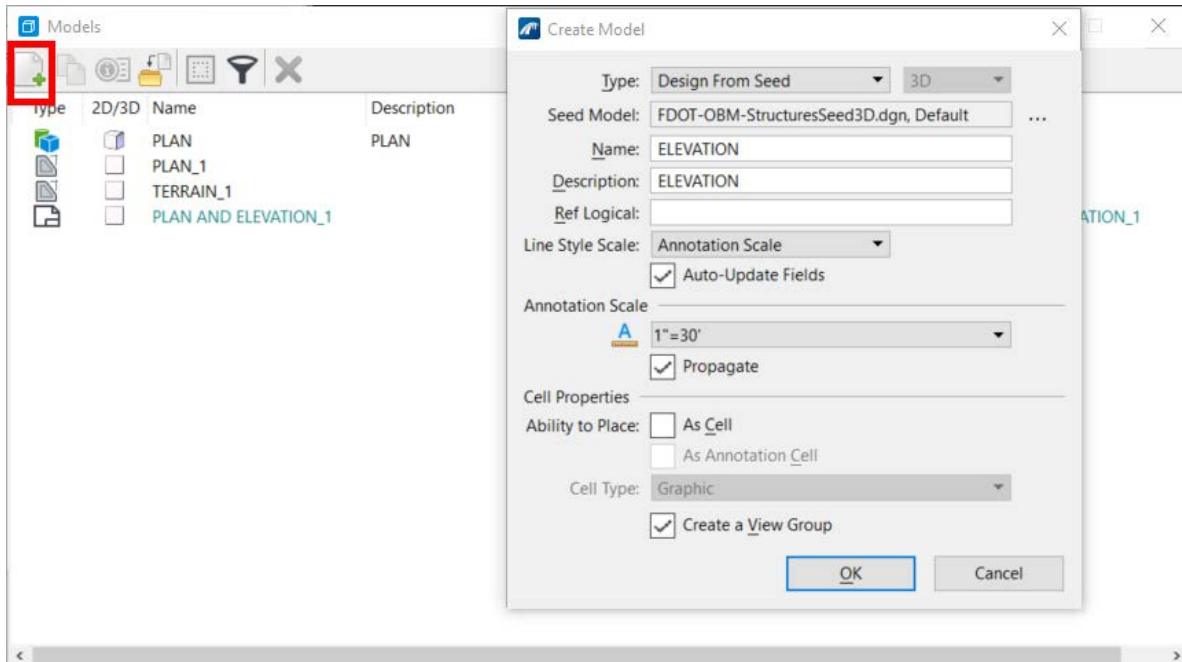 Models
Type 2D/3D Name Description
PLAN PLAN
PLAN_1
TERRAIN_1
PLAN AND ELEVATION_1 ATION_1
Create Model
Type: Design From Seed 3D
Seed Model: FDOT-OBM-StructuresSeed3D.dgn, Default ...
Name: ELEVATION
Description: ELEVATION
Ref Logical:
Line Style Scale: Annotation Scale
Auto-Update Fields
Annotation Scale
A 1"=30'
Propagate
Cell Properties
Ability to Place: As Cell
As Annotation Cell
Cell Type: Graphic
Create a View Group
OK Cancel